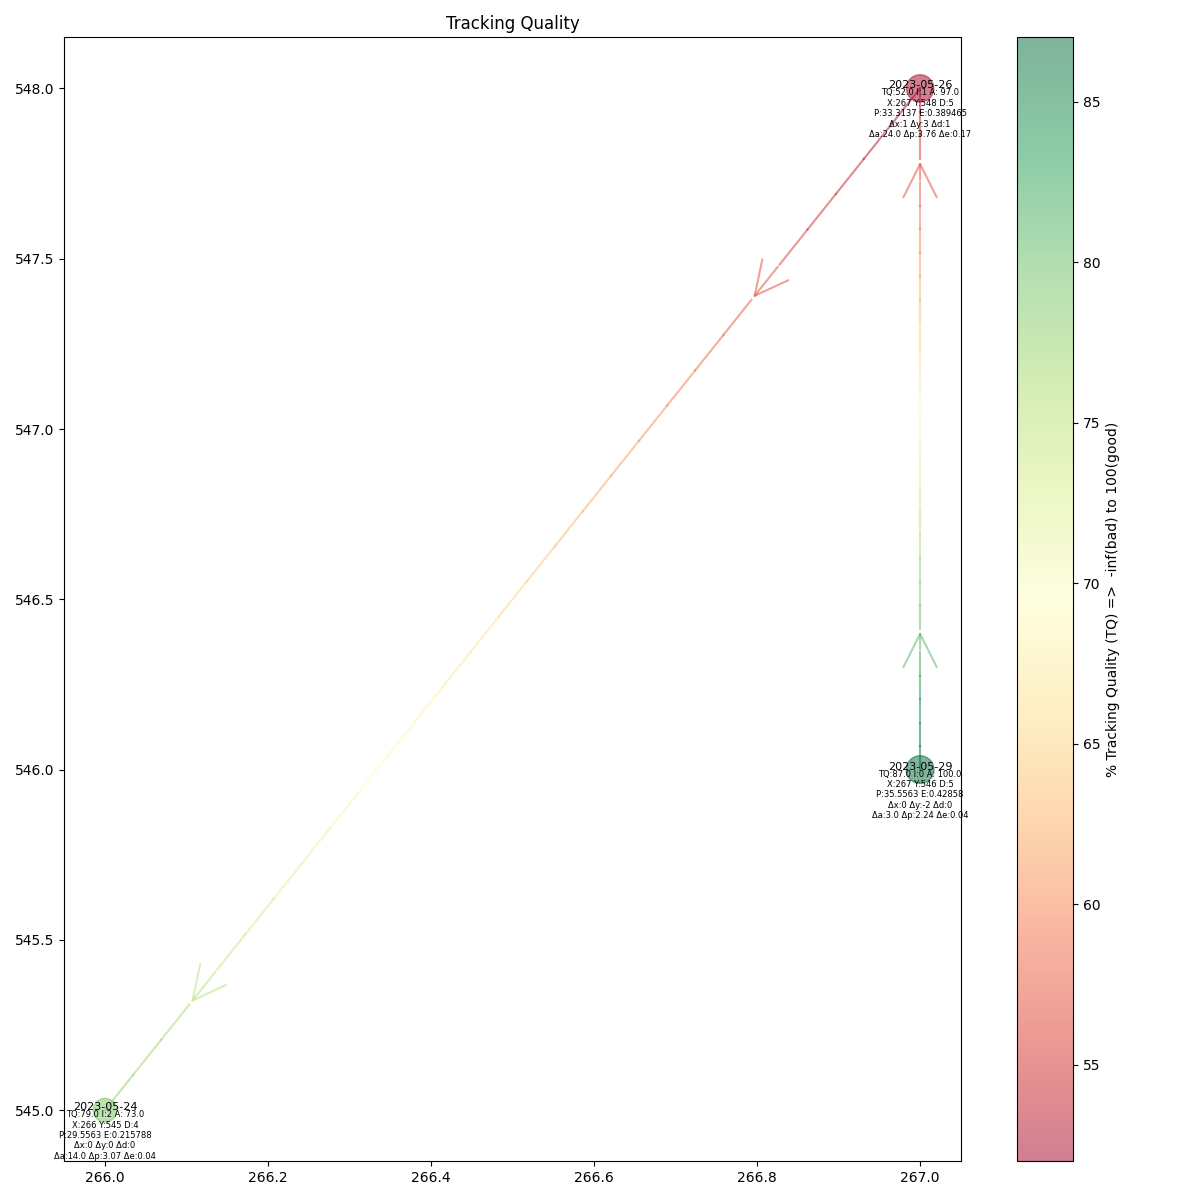 Tracking Quality
548.0
547.5
547.0
546.5
546.0
545.5
545.0
2023-05-26
TQ:52.0 I:1 A: 97.0
X:267 Y:548 D:5
P:33.3137 E:0.389465
Δx:1 Δy:3 Δd:1
Δa:24.0 Δp:3.76 Δe:0.17
2023-05-29
TQ:87.0 I:0 A: 100.0
X:267 Y:546 D:5
P:35.5563 E:0.42858
Δx:0 Δy:-2 Δd:0
Δa:3.0 Δp:2.24 Δe:0.04
2023-05-24
TQ:79.0 I:2 A: 73.0
X:266 Y:545 D:4
P:29.5563 E:0.215788
Δx:0 Δy:0 Δd:0
Δa:14.0 Δp:3.07 Δe:0.04
266.0
266.2
266.4
266.6
266.8
267.0
85
80
75
70
65
60
55
% Tracking Quality (TQ) =>  -inf(bad) to 100(good)